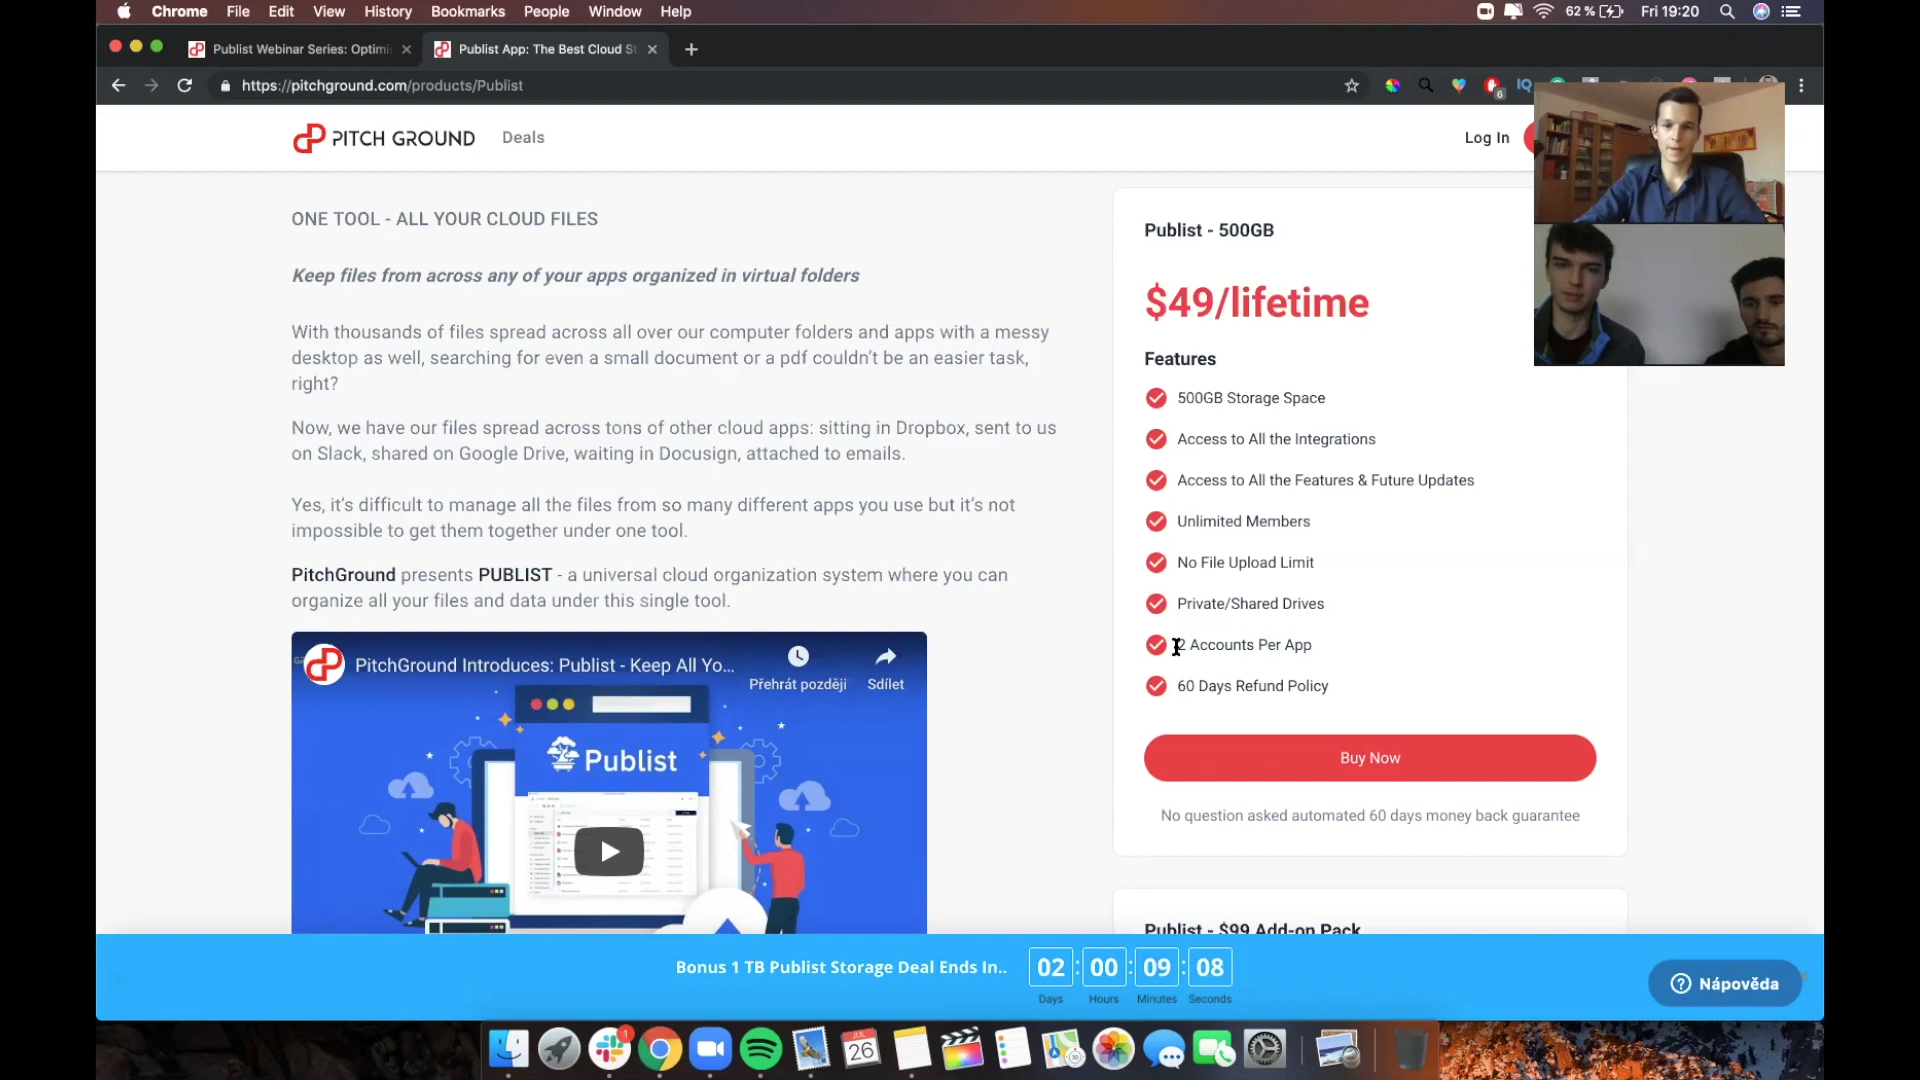 Chrome File Edit View History Bookmarks People Window Help
62 % Fri 19:20
Publist Webinar Series: Optimi
Publist App: The Best Cloud St
https://pitchground.com/products/Publist
6
PITCH GROUND
Deals
Log In
ONE TOOL - ALL YOUR CLOUD FILES
Keep files from across any of your apps organized in virtual folders
With thousands of files spread across all over our computer folders and apps with a messy
desktop as well, searching for even a small document or a pdf couldn't be an easier task,
right?
Now, we have our files spread across tons of other cloud apps: sitting in Dropbox, sent to us
on Slack, shared on Google Drive, waiting in Docusign, attached to emails.
Yes, it's difficult to manage all the files from so many different apps you use but it's not
impossible to get them together under one tool.
PitchGround presents PUBLIST - a universal cloud organization system where you can
organize all your files and data under this single tool.
PitchGround Introduces: Publist - Keep All Yo...
Přehrát později
Sdílet
Publist
Publist - 500GB
$49/lifetime
Features
500GB Storage Space
Access to All the Integrations
Access to All the Features & Future Updates
Unlimited Members
No File Upload Limit
Private/Shared Drives
2 Accounts Per App
60 Days Refund Policy
Buy Now
No question asked automated 60 days money back guarantee
Publist - $99 Add-on Pack
Bonus 1 TB Publist Storage Deal Ends In..
02 : 00 : 09 : 08
Days Hours Minutes Seconds
Nápověda
1
JUL
26